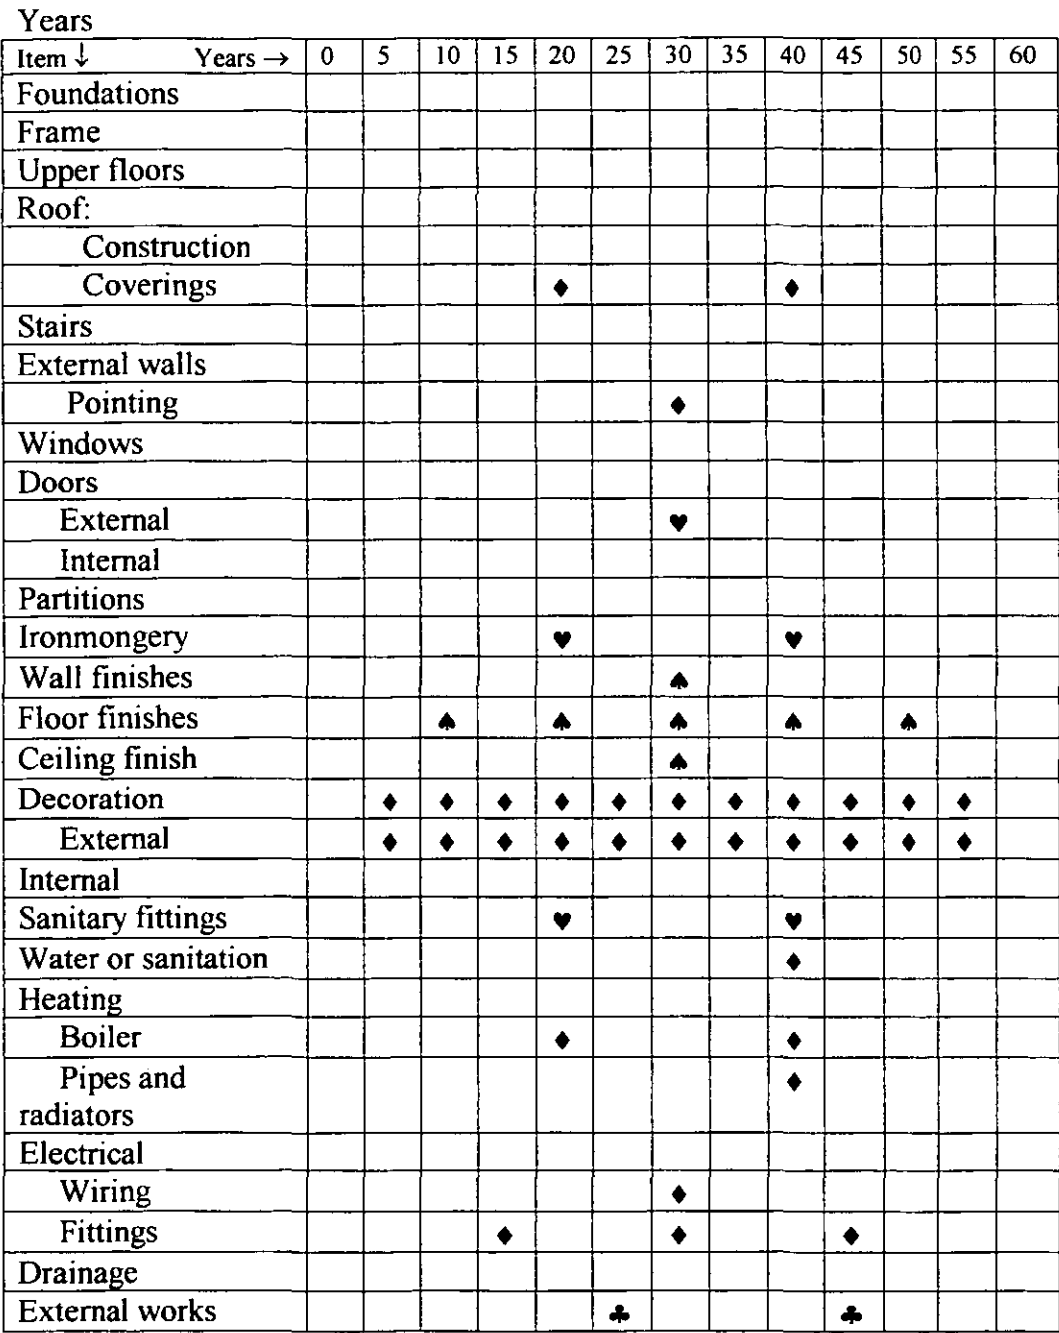 Years
Item ↓ Years → 0 5 10 15 20 25 30 35 40 45 50 55 60
Foundations
Frame
Upper floors
Roof:
Construction
Coverings ♦ ♦
Stairs
External walls
Pointing ♦
Windows
Doors
External ♥
Internal
Partitions
Ironmongery ♥ ♥
Wall finishes ♠
Floor finishes ♠ ♠ ♠ ♠ ♠
Ceiling finish ♠
Decoration ♦ ♦ ♦ ♦ ♦ ♦ ♦ ♦ ♦ ♦ ♦
External ♦ ♦ ♦ ♦ ♦ ♦ ♦ ♦ ♦ ♦ ♦
Internal
Sanitary fittings ♥ ♥
Water or sanitation ♦
Heating
Boiler ♦ ♦
Pipes and ♦
radiators
Electrical
Wiring ♦
Fittings ♦ ♦ ♦
Drainage
External works ♣ ♣